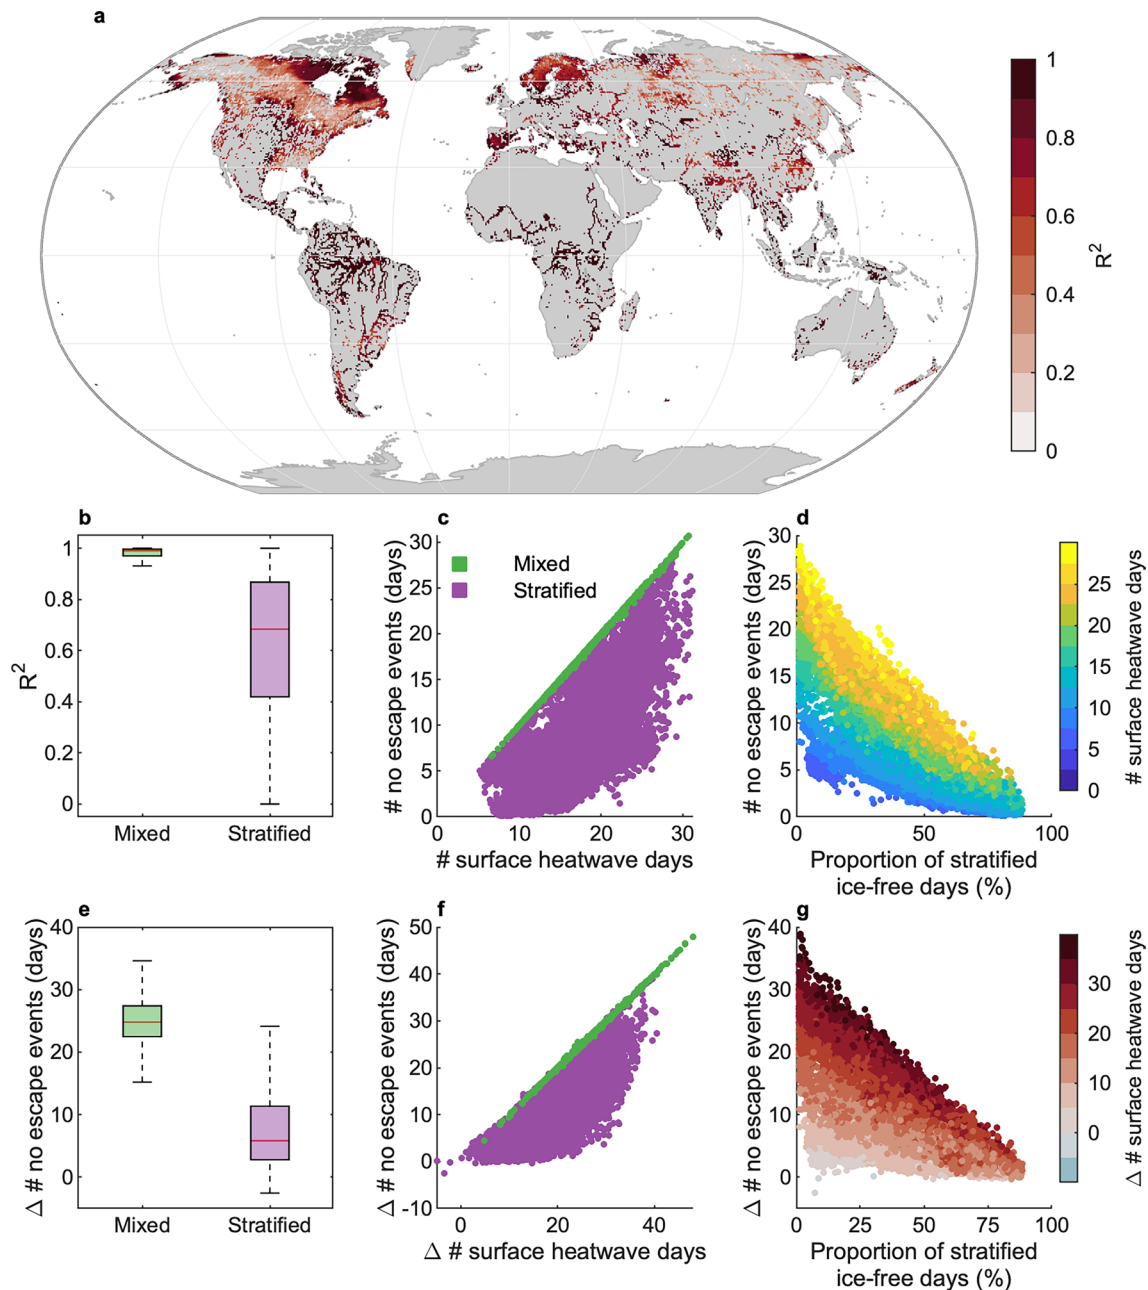 a
1
0.8
0.6
0.4
0.2
0
R²
b
1
0.8
0.6
0.4
0.2
0
R²
Mixed
Stratified
c
30
25
20
15
10
5
0
# no escape events (days)
Mixed
Stratified
0
10
20
30
# surface heatwave days
d
30
25
20
15
10
5
0
# no escape events (days)
0
50
100
Proportion of stratified
ice-free days (%)
25
20
15
10
5
0
# surface heatwave days
e
40
30
20
10
0
Δ # no escape events (days)
Mixed
Stratified
f
50
40
30
20
10
0
-10
Δ # no escape events (days)
0
20
40
Δ # surface heatwave days
g
40
30
20
10
0
Δ # no escape events (days)
0
25
50
75
100
Proportion of stratified
ice-free days (%)
30
20
10
0
Δ # surface heatwave days